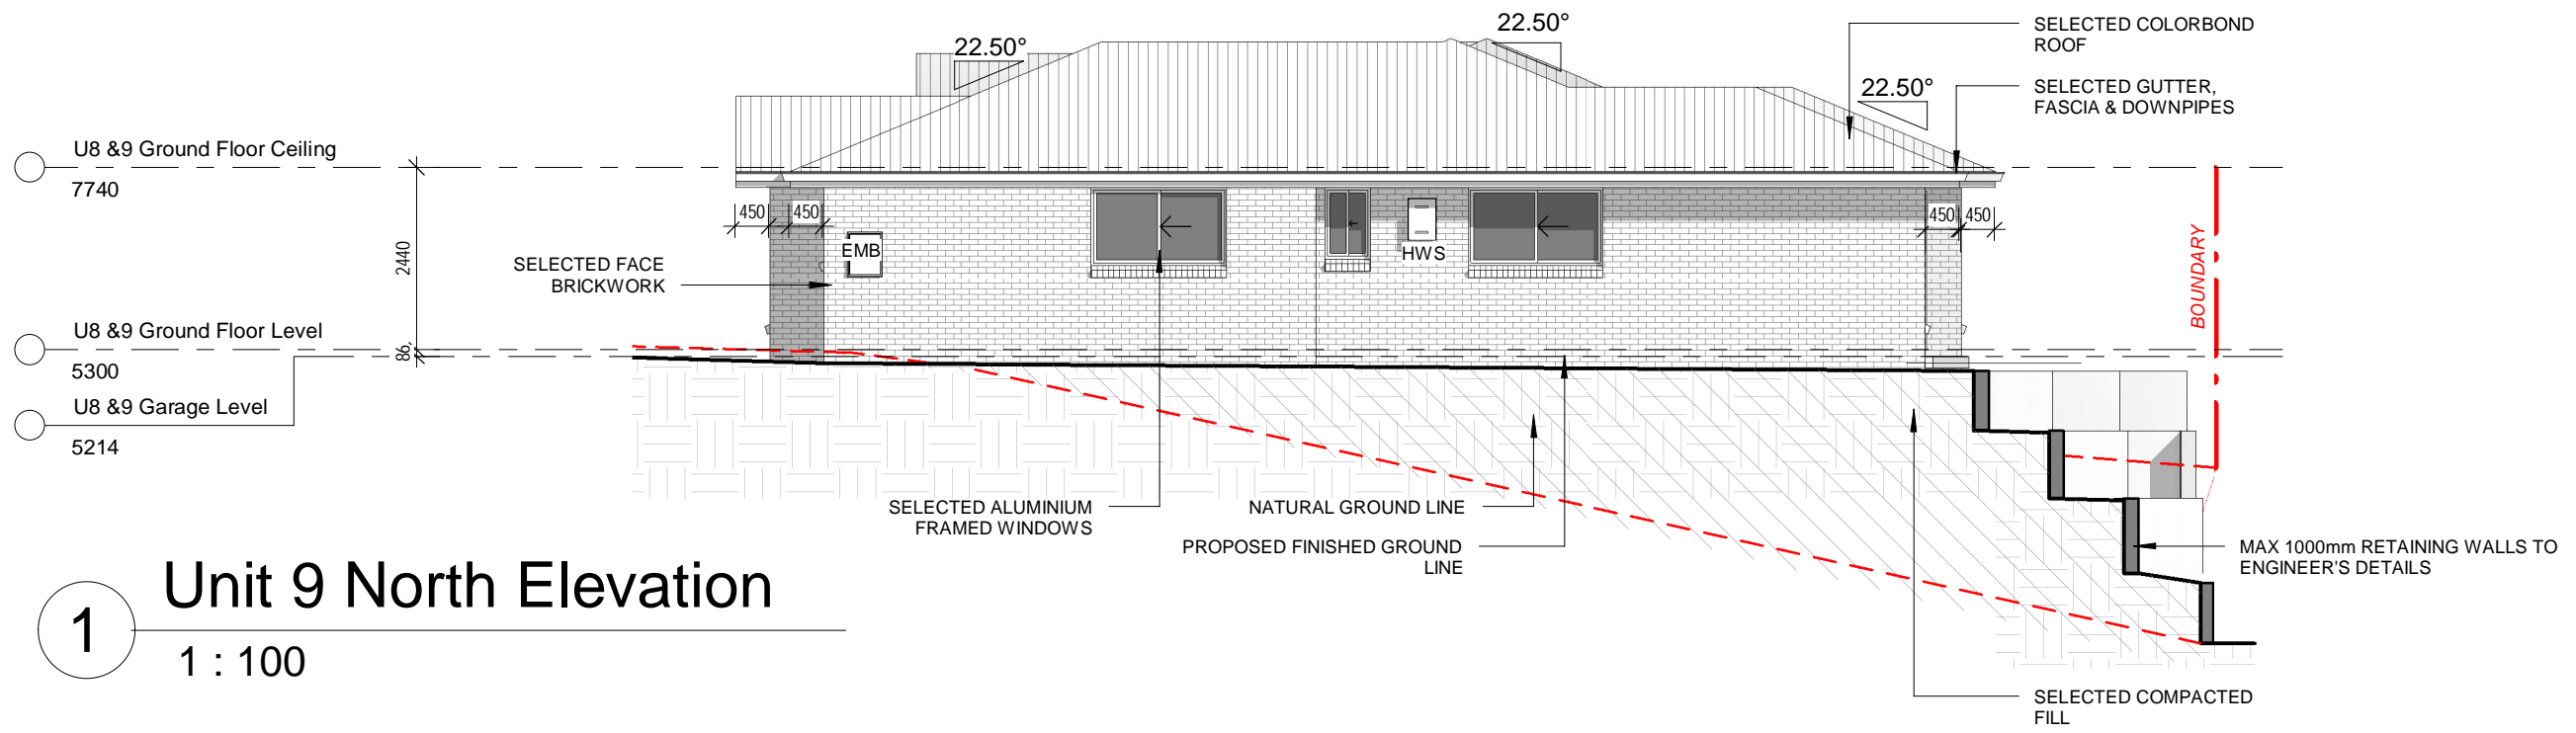 22.50°
22.50°
22.50°
SELECTED COLORBOND
ROOF
SELECTED GUTTER,
FASCIA & DOWNPIPES
U8 &9 Ground Floor Ceiling
7740
2440
86
U8 &9 Ground Floor Level
5300
U8 &9 Garage Level
5214
450
450
EMB
HWS
450
450
SELECTED FACE
BRICKWORK
BOUNDARY
SELECTED ALUMINIUM
FRAMED WINDOWS
NATURAL GROUND LINE
PROPOSED FINISHED GROUND
LINE
MAX 1000mm RETAINING WALLS TO
ENGINEER'S DETAILS
SELECTED COMPACTED
FILL
1
Unit 9 North Elevation
1 : 100